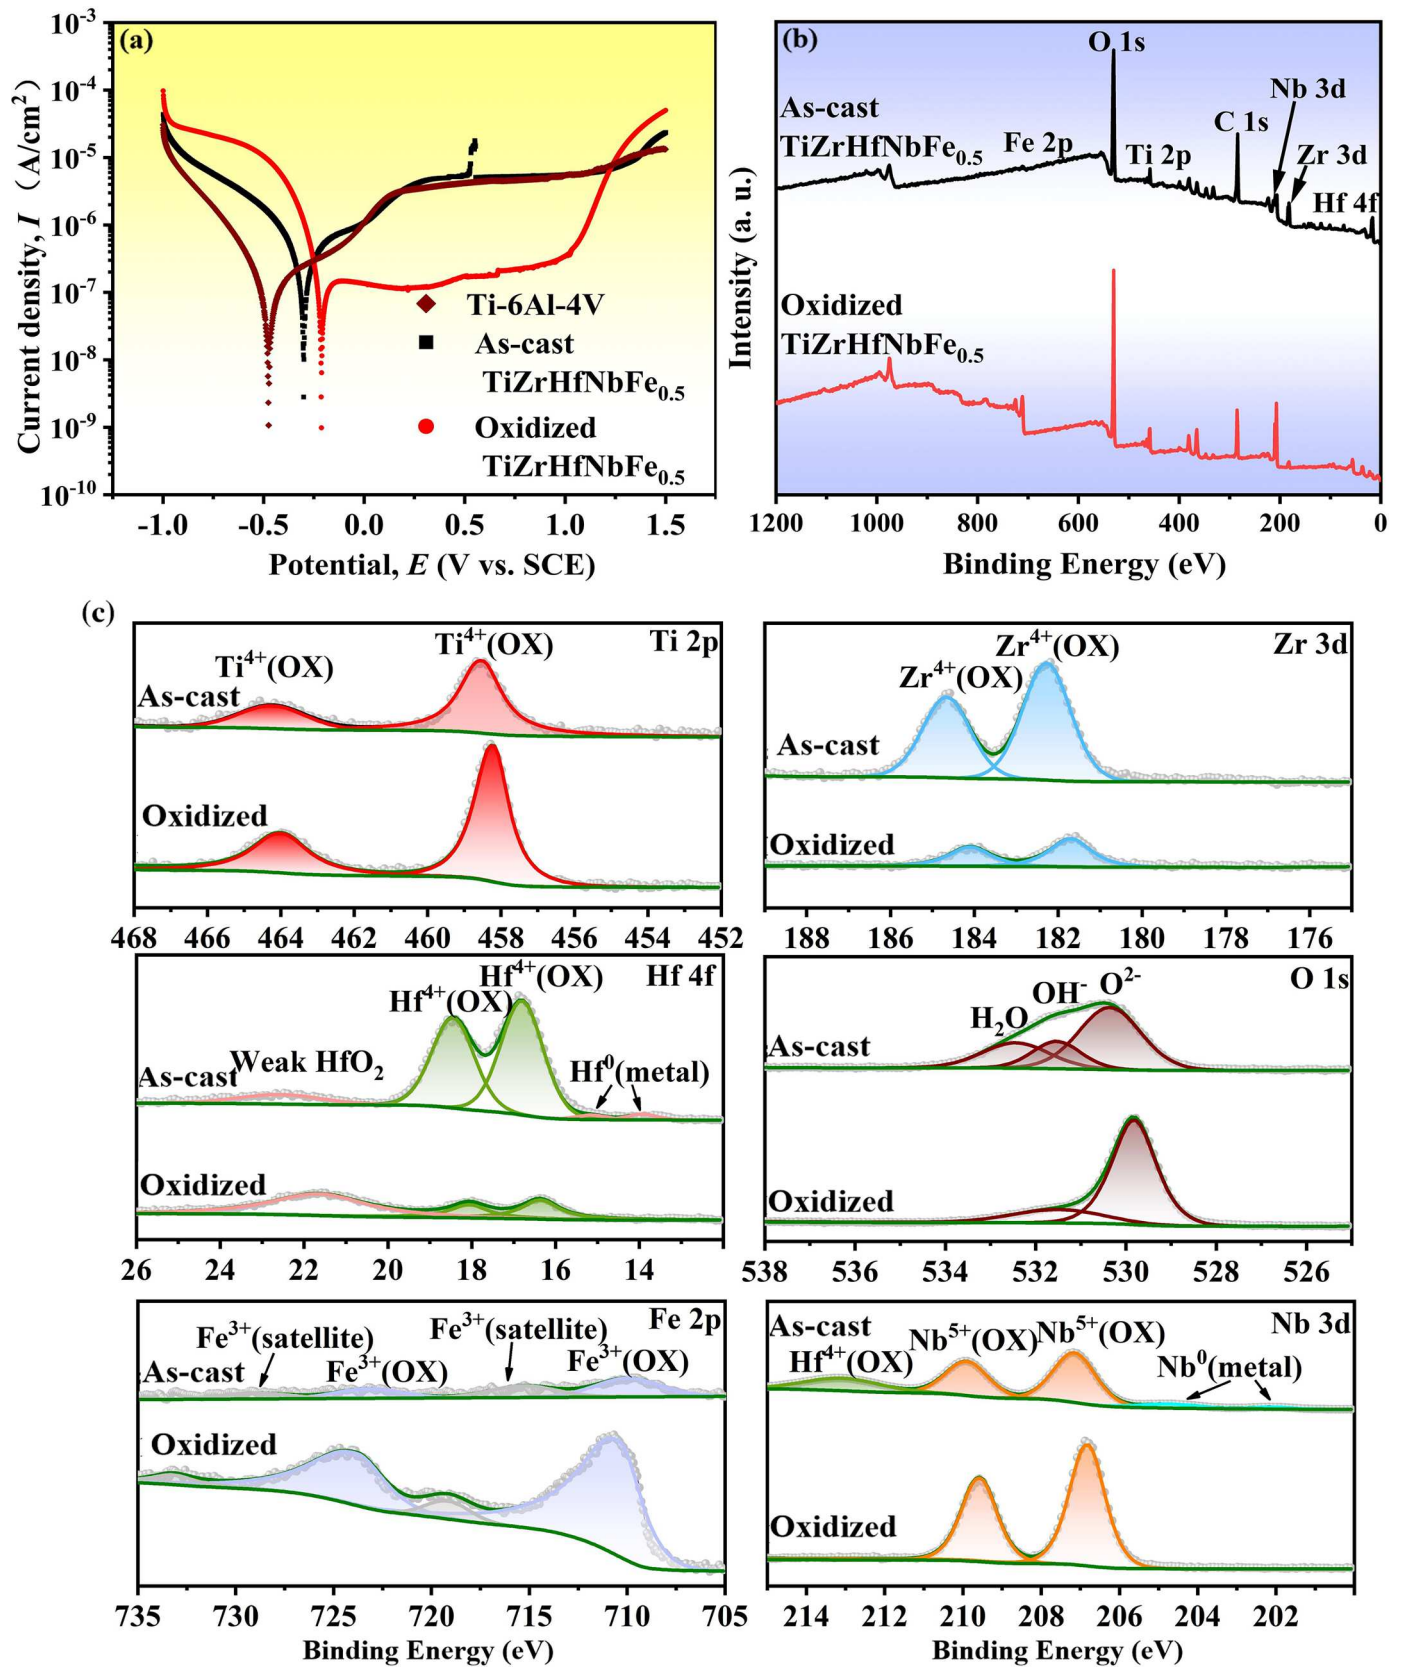 (a)
10⁻³
10⁻⁴
10⁻⁵
10⁻⁶
10⁻⁷
10⁻⁸
10⁻⁹
10⁻¹⁰
Current density, I （A/cm²)
Ti-6Al-4V
As-cast
TiZrHfNbFe₀.₅
Oxidized
TiZrHfNbFe₀.₅
-1.0 -0.5 0.0 0.5 1.0 1.5
Potential, E (V vs. SCE)
(b)
O 1s
Nb 3d
As-cast
TiZrHfNbFe₀.₅
Fe 2p
Ti 2p
C 1s
Zr 3d
Hf 4f
Oxidized
TiZrHfNbFe₀.₅
Intensity (a. u.)
1200 1000 800 600 400 200 0
Binding Energy (eV)
(c)
Ti 2p
Ti⁴⁺(OX)
Ti⁴⁺(OX)
As-cast
Oxidized
468 466 464 462 460 458 456 454 452
Zr 3d
Zr⁴⁺(OX)
Zr⁴⁺(OX)
As-cast
Oxidized
188 186 184 182 180 178 176
Hf 4f
Hf⁴⁺(OX)
Hf⁴⁺(OX)
Weak HfO₂
As-cast
Hf⁰(metal)
Oxidized
26 24 22 20 18 16 14
O 1s
OH⁻ O²⁻
H₂O
As-cast
Oxidized
538 536 534 532 530 528 526
Fe 2p
Fe³⁺(satellite)
Fe³⁺(satellite)
As-cast
Fe³⁺(OX)
Fe³⁺(OX)
Oxidized
735 730 725 720 715 710 705
Binding Energy (eV)
Nb 3d
As-cast
Nb⁵⁺(OX)
Nb⁵⁺(OX)
Hf⁴⁺(OX)
Nb⁰(metal)
Oxidized
214 212 210 208 206 204 202
Binding Energy (eV)